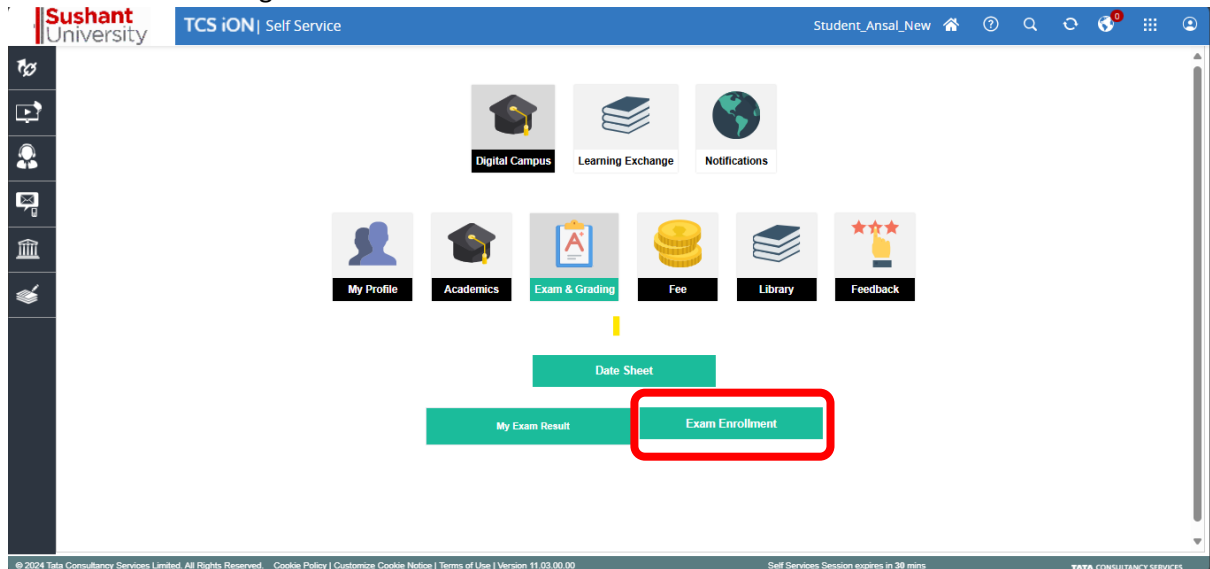 Sushant
University
TCS iON | Self Service
Student_Ansal_New
0
Digital Campus
Learning Exchange
Notifications
A+
My Profile
Academics
Exam & Grading
Fee
Library
Feedback
Date Sheet
My Exam Result
Exam Enrollment
© 2024 Tata Consultancy Services Limited. All Rights Reserved. Cookie Policy | Customize Cookie Notice | Terms of Use | Version 11.03.00.00
Self Services Session expires in 30 mins
TATA CONSULTANCY SERVICES